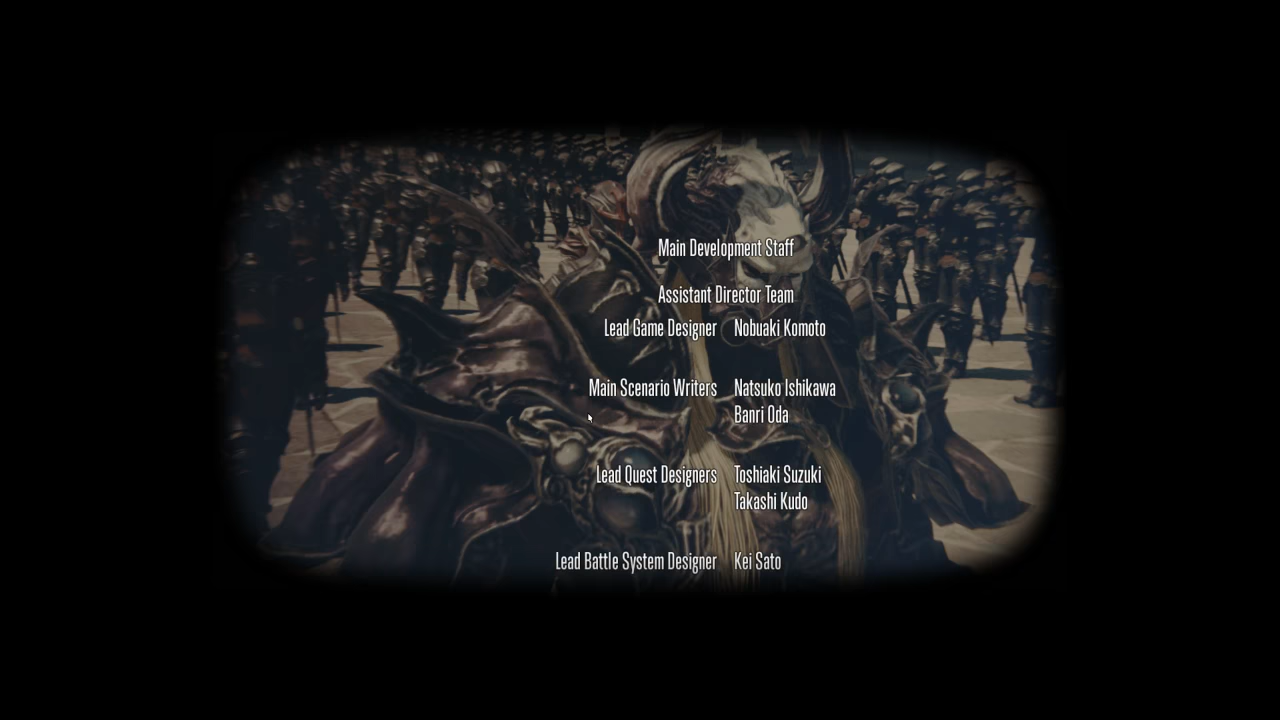 Main Development Staff
Assistant Director Team
Lead Game Designer Nobuaki Komoto
Main Scenario Writers Natsuko Ishikawa
Banri Oda
Lead Quest Designers Toshiaki Suzuki
Takashi Kudo
Lead Battle System Designer Kei Sato